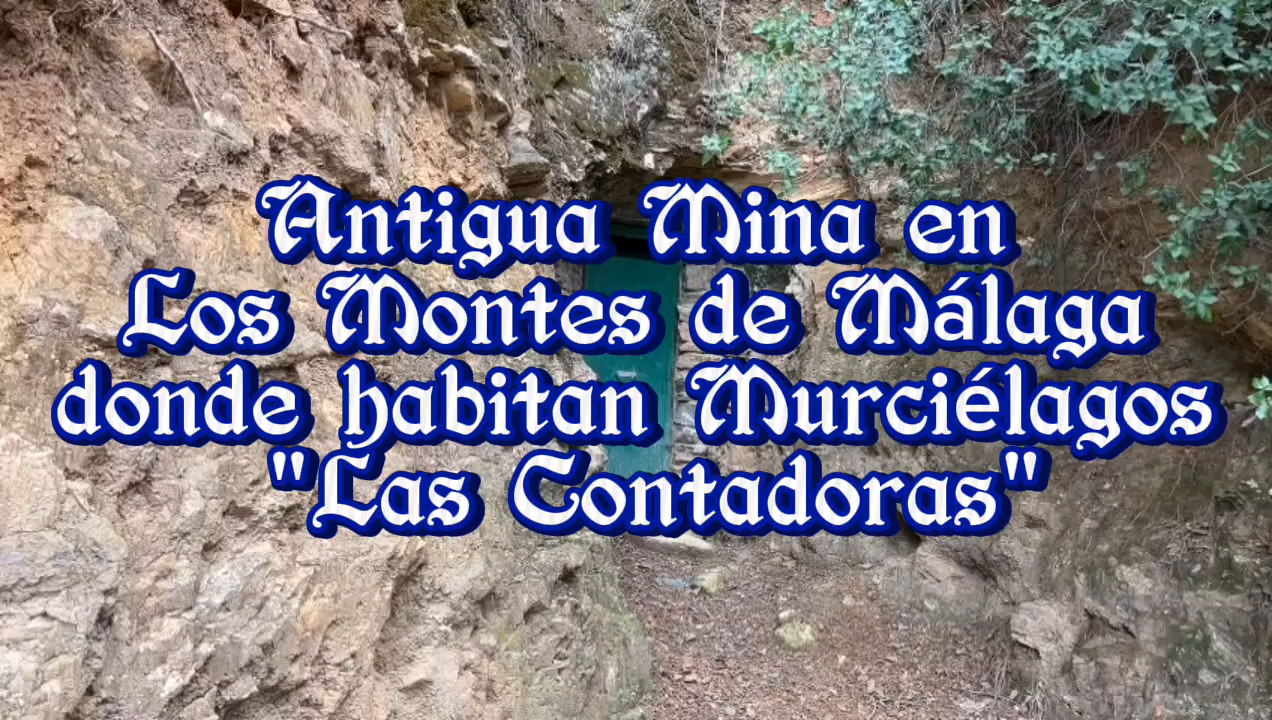 Antigua Mina en
Los Montes de Málaga
donde habitan Murciélagos
"Las Contadoras"